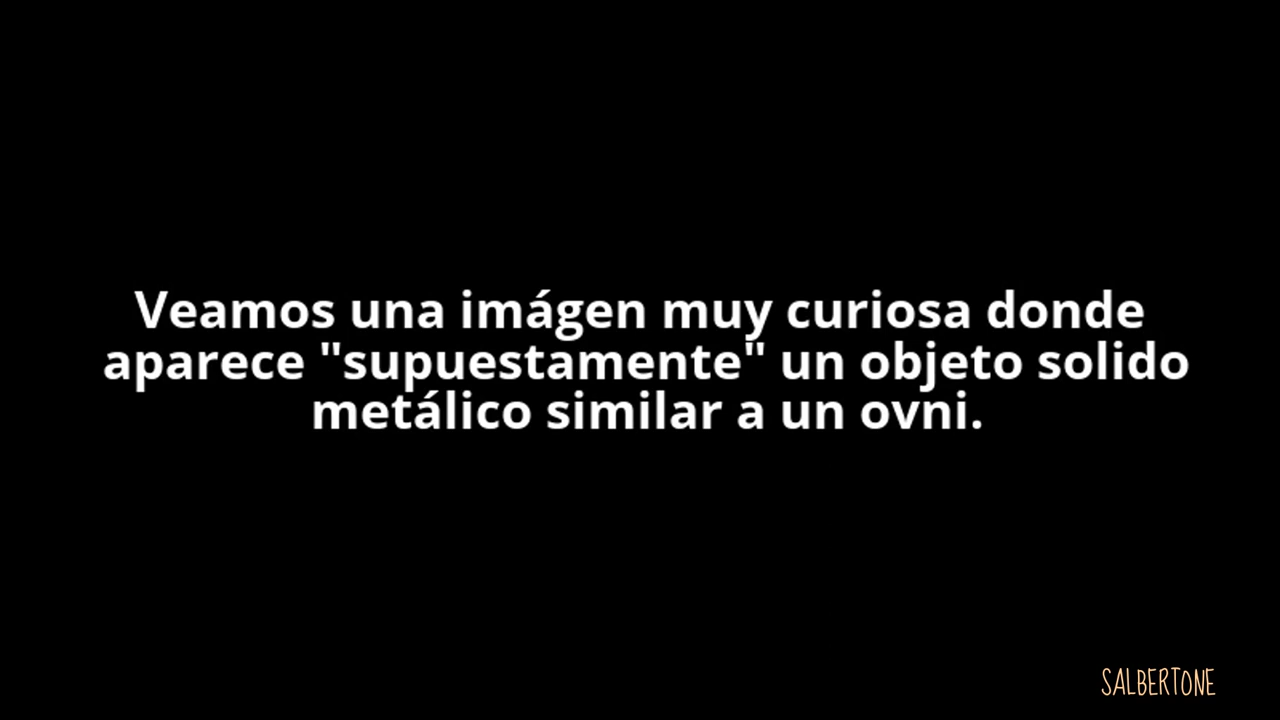 Veamos una imágen muy curiosa donde
aparece "supuestamente" un objeto solido
metálico similar a un ovni.
SALBERTONE